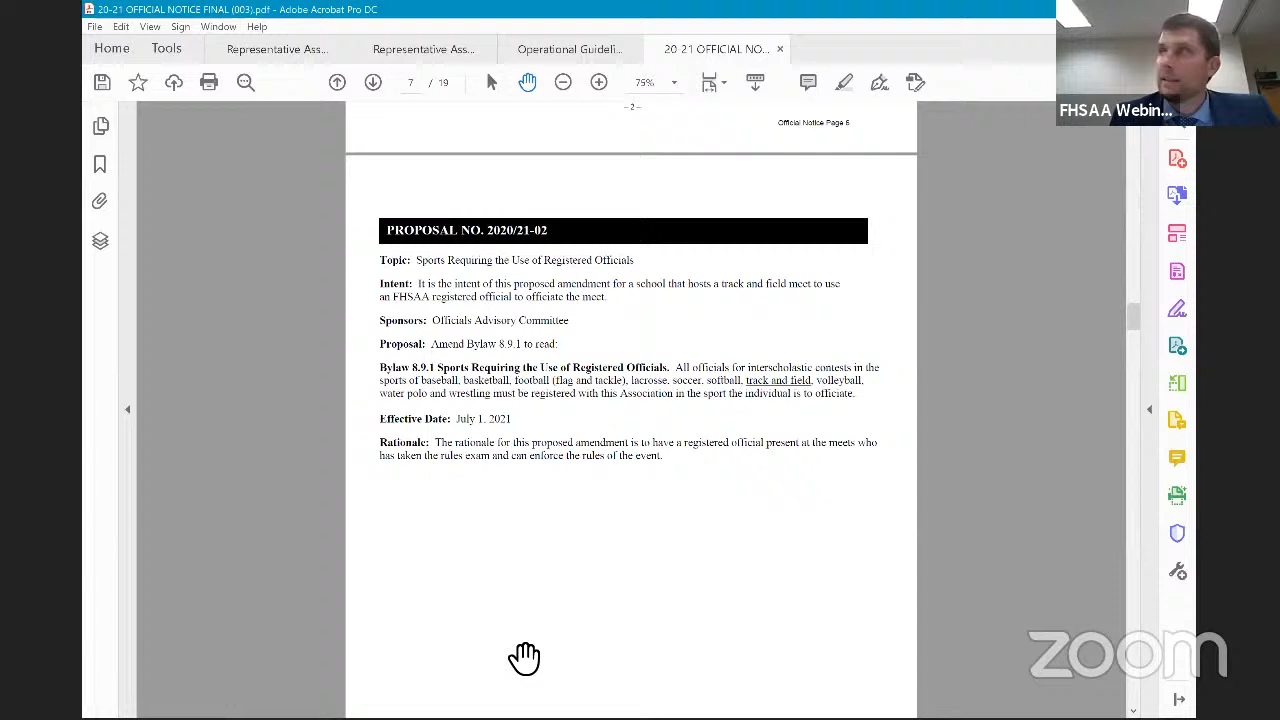 20-21 OFFICIAL NOTICE FINAL (003).pdf - Adobe Acrobat Pro DC
File Edit View Sign Window Help
Home Tools Representative Ass... Representative Ass... Operational Guideli... 20-21 OFFICIAL NO... ×
7 / 19 75%
FHSAA Webin...
– 2 –
Official Notice Page 6
PROPOSAL NO. 2020/21-02
Topic: Sports Requiring the Use of Registered Officials
Intent: It is the intent of this proposed amendment for a school that hosts a track and field meet to use
an FHSAA registered official to officiate the meet.
Sponsors: Officials Advisory Committee
Proposal: Amend Bylaw 8.9.1 to read:
Bylaw 8.9.1 Sports Requiring the Use of Registered Officials. All officials for interscholastic contests in the
sports of baseball, basketball, football (flag and tackle), lacrosse, soccer, softball, track and field, volleyball,
water polo and wrestling must be registered with this Association in the sport the individual is to officiate.
Effective Date: July 1, 2021
Rationale: The rationale for this proposed amendment is to have a registered official present at the meets who
has taken the rules exam and can enforce the rules of the event.
zoom